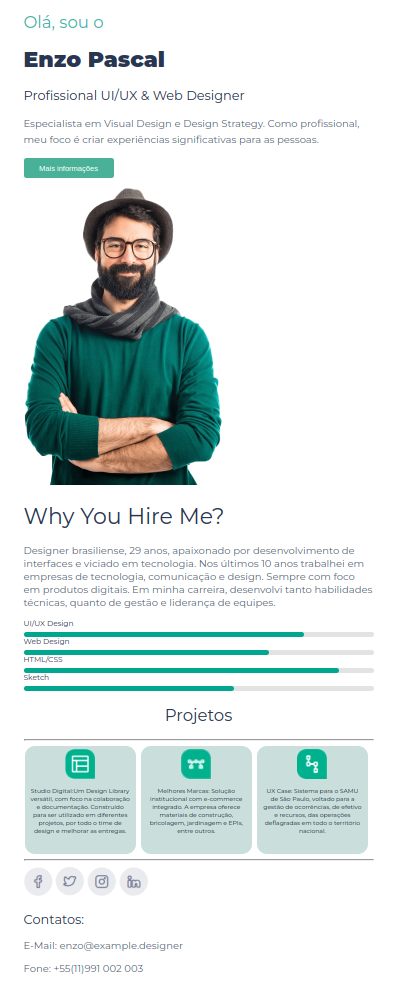 Olá, sou o
Enzo Pascal
Profissional UI/UX & Web Designer
Especialista em Visual Design e Design Strategy. Como profissional,
meu foco é criar experiências significativas para as pessoas.
Mais informações
Why You Hire Me?
Designer brasiliense, 29 anos, apaixonado por desenvolvimento de
interfaces e viciado em tecnologia. Nos últimos 10 anos trabalhei em
empresas de tecnologia, comunicação e design. Sempre com foco
em produtos digitais. Em minha carreira, desenvolvi tanto habilidades
técnicas, quanto de gestão e liderança de equipes.
UI/UX Design
Web Design
HTML/CSS
Sketch
Projetos
Studio Digital:Um Design Library
versátil, com foco na colaboração
e documentação. Construído
para ser utilizado em diferentes
projetos, por todo o time de
design e melhorar as entregas.
Melhores Marcas: Solução
institucional com e-commerce
integrado. A empresa oferece
materiais de construção,
bricolagem, jardinagem e EPIs,
entre outros.
UX Case: Sistema para o SAMU
de São Paulo, voltado para a
gestão de ocorrências, de efetivo
e recursos, das operações
deflagradas em todo o território
nacional.
Contatos:
E-Mail: enzo@example.designer
Fone: +55(11)991 002 003